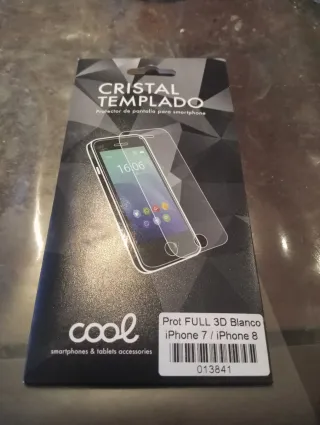 CRISTAL
TEMPLADO
Protector de pantalla para smartphone
16:06
cool
smartphones & tablets accessories
Prot FULL 3D Blanco
iPhone 7 / iPhone 8
013841